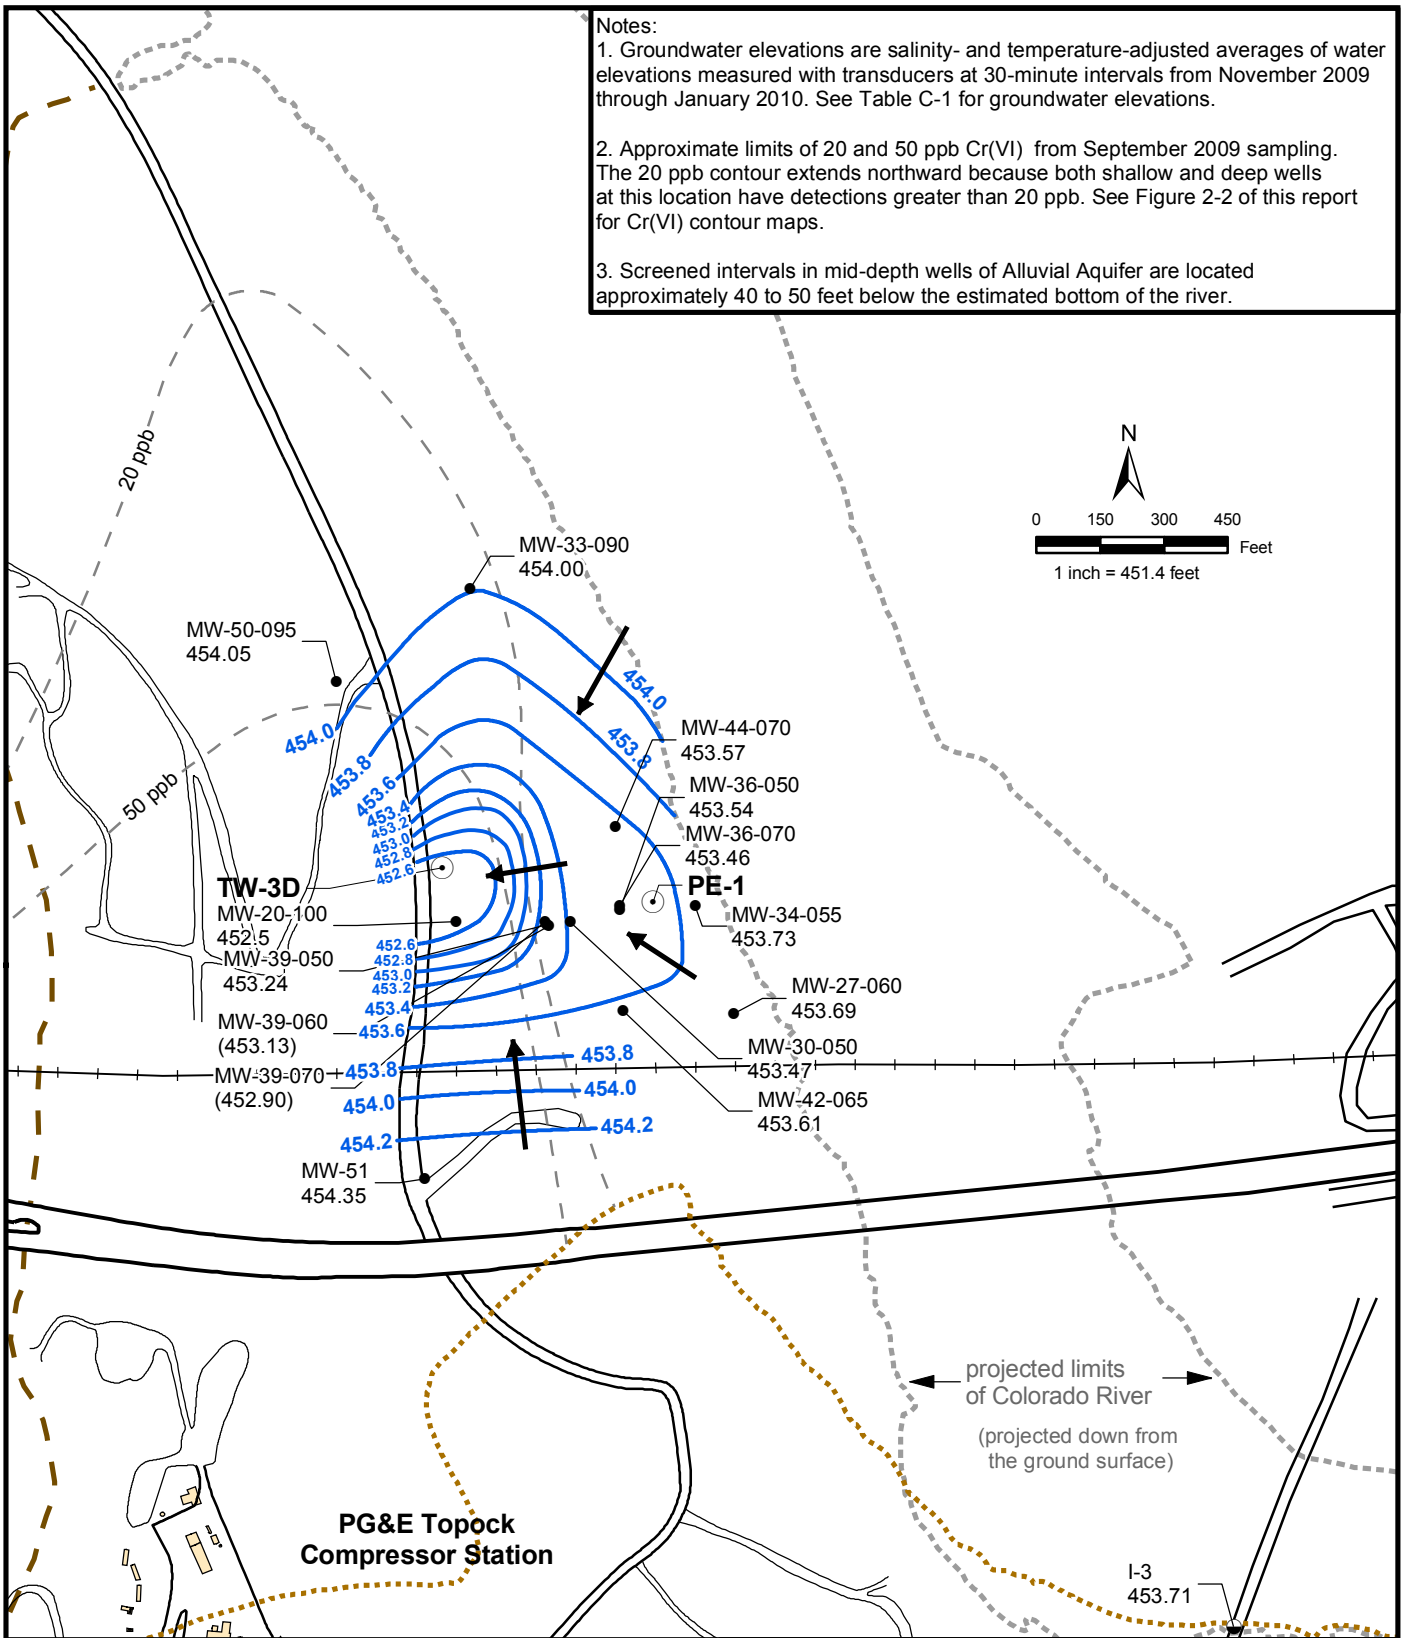 Notes:
1. Groundwater elevations are salinity- and temperature-adjusted averages of water
elevations measured with transducers at 30-minute intervals from November 2009
through January 2010. See Table C-1 for groundwater elevations.
2. Approximate limits of 20 and 50 ppb Cr(VI) from September 2009 sampling.
The 20 ppb contour extends northward because both shallow and deep wells
at this location have detections greater than 20 ppb. See Figure 2-2 of this report
for Cr(VI) contour maps.
3. Screened intervals in mid-depth wells of Alluvial Aquifer are located
approximately 40 to 50 feet below the estimated bottom of the river.
N
0 150 300 450
Feet
1 inch = 451.4 feet
20 ppb
50 ppb
MW-33-090
454.00
MW-50-095
454.05
454.0
454.0
453.8
453.8
453.6
453.4
453.2
453.0
452.8
452.6
MW-44-070
453.57
MW-36-050
453.54
MW-36-070
453.46
TW-3D
PE-1
MW-20-100
452.5
MW-34-055
453.73
MW-39-050
453.24
452.6
452.8
453.0
453.2
453.4
453.6
MW-27-060
453.69
MW-39-060
(453.13)
MW-30-050
453.47
MW-39-070
(452.90)
453.8
453.8
454.0
454.0
MW-42-065
453.61
454.2
454.2
MW-51
454.35
projected limits
of Colorado River
(projected down from
the ground surface)
PG&E Topock
Compressor Station
I-3
453.71